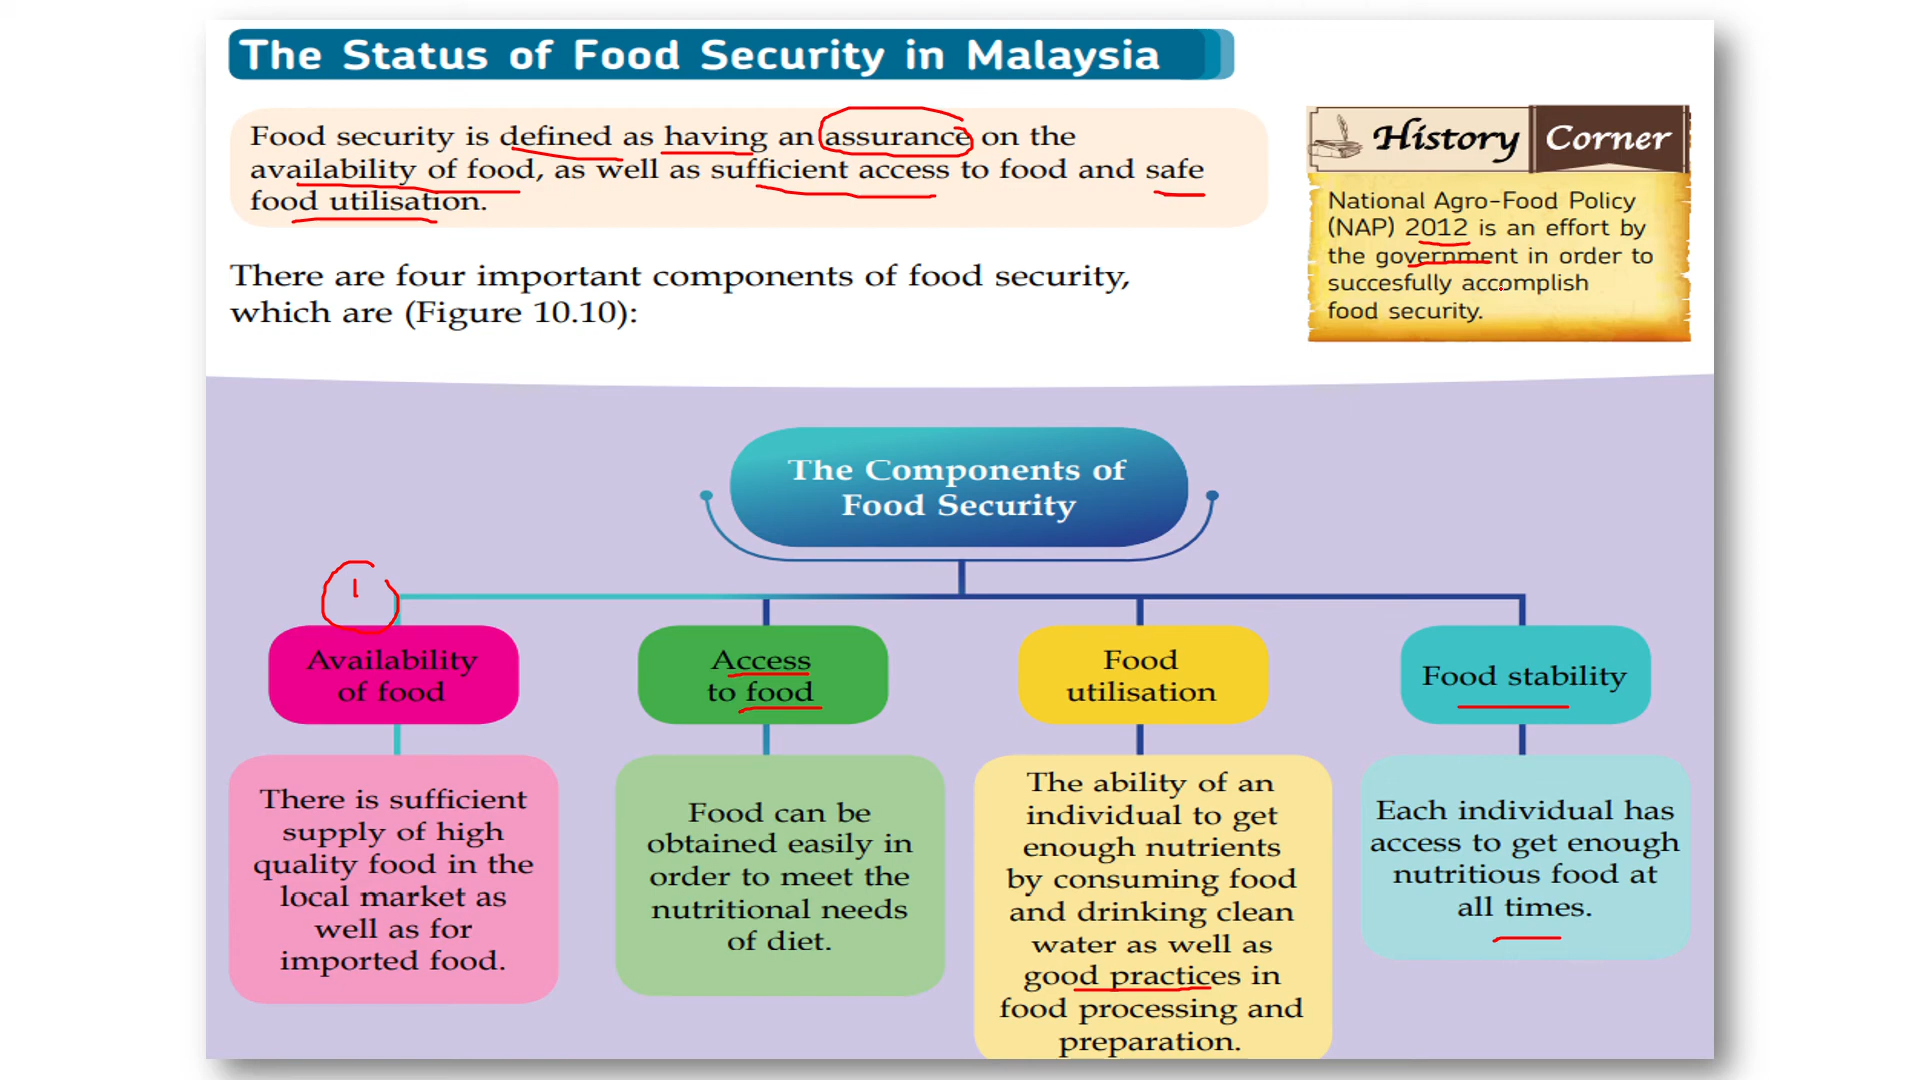 The Status of Food Security in Malaysia
Food security is defined as having an assurance on the
availability of food, as well as sufficient access to food and safe
food utilisation.
History Corner
National Agro-Food Policy
(NAP) 2012 is an effort by
the government in order to
succesfully accomplish
food security.
There are four important components of food security,
which are (Figure 10.10):
The Components of
Food Security
1
Availability
of food
There is sufficient
supply of high
quality food in the
local market as
well as for
imported food.
Access
to food
Food can be
obtained easily in
order to meet the
nutritional needs
of diet.
Food
utilisation
The ability of an
individual to get
enough nutrients
by consuming food
and drinking clean
water as well as
good practices in
food processing and
preparation.
Food stability
Each individual has
access to get enough
nutritious food at
all times.